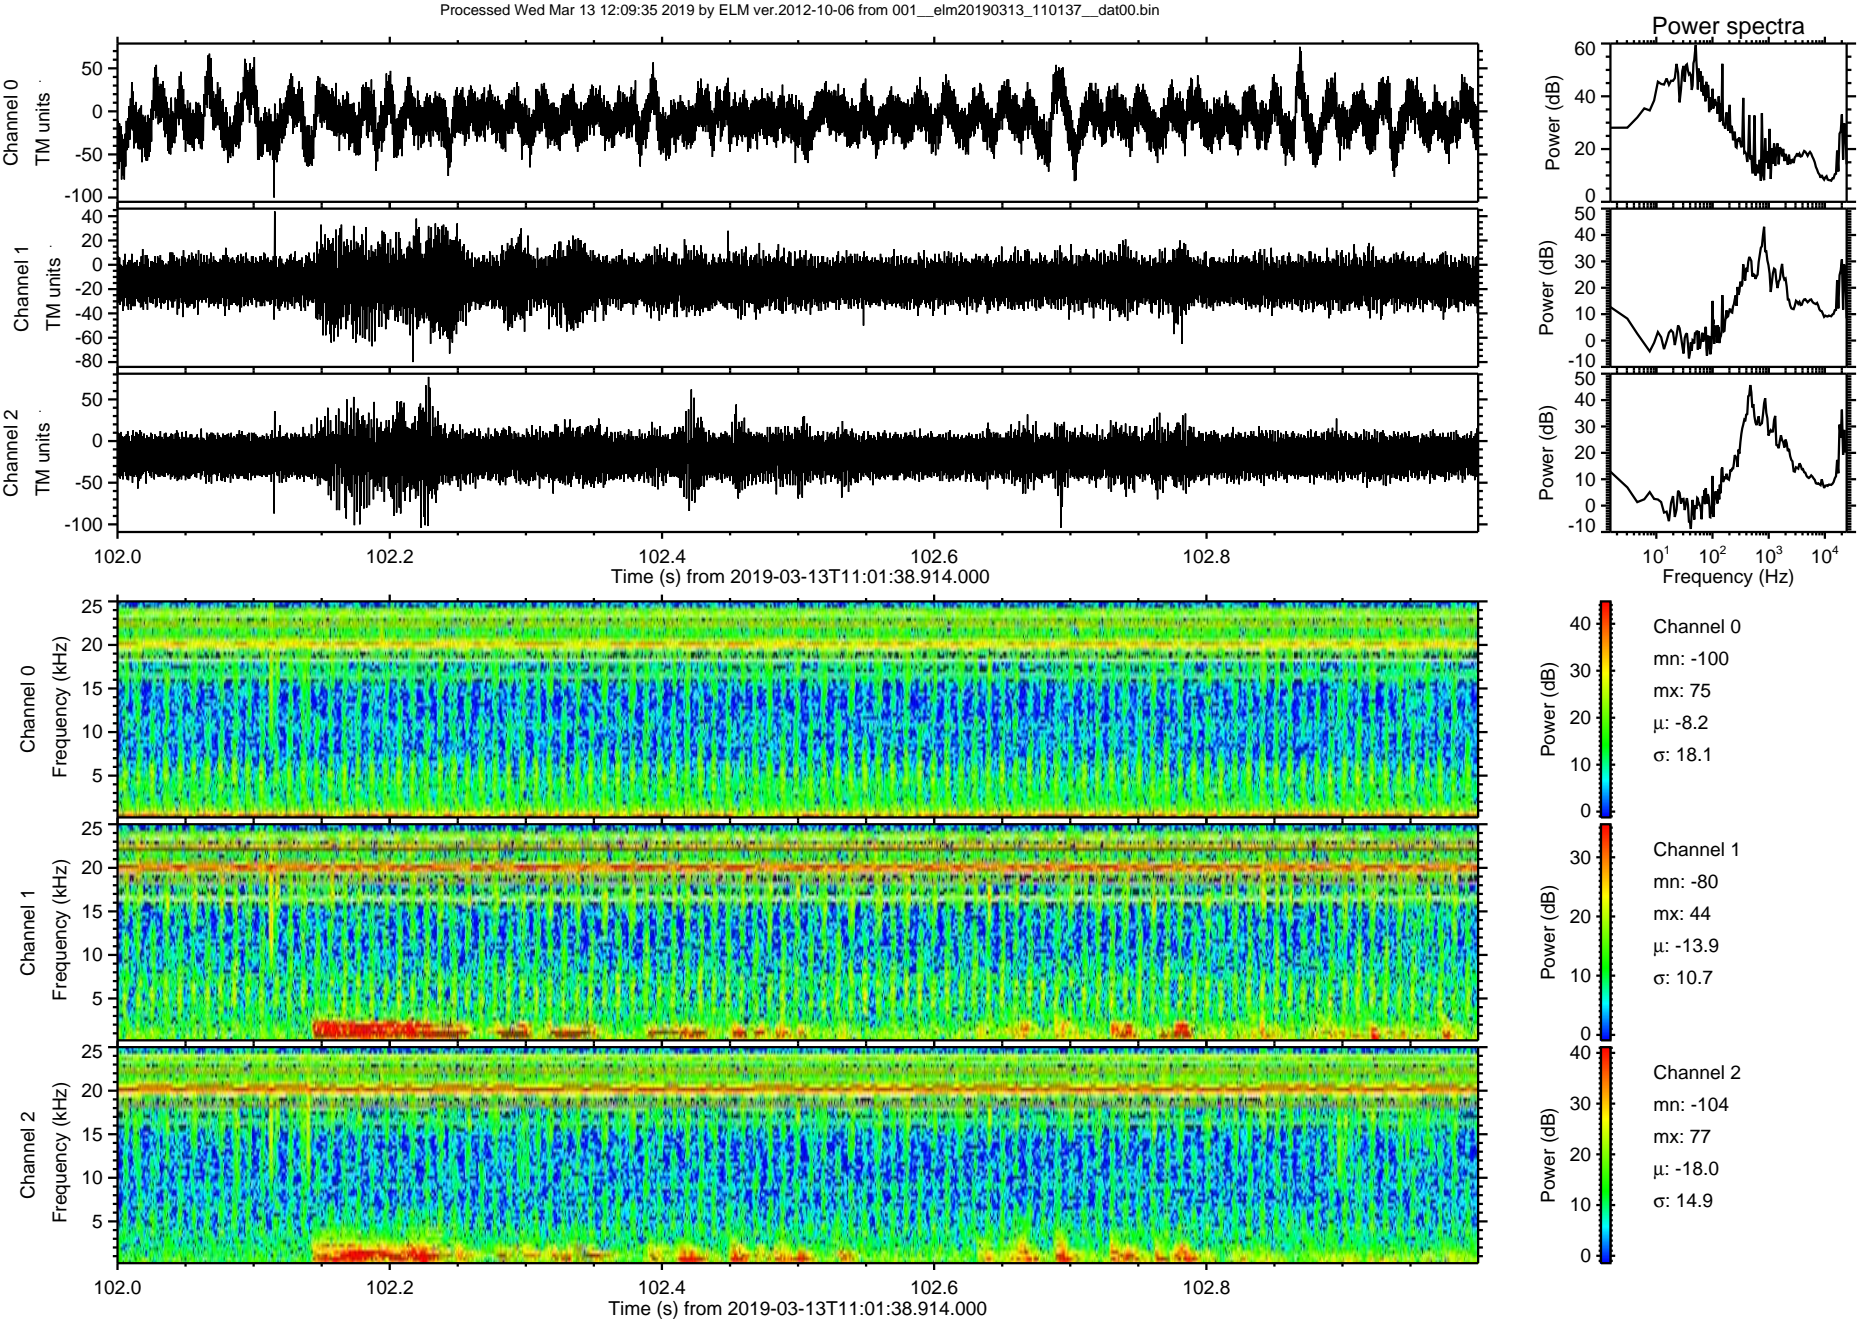 Processed Wed Mar 13 12:09:35 2019 by ELM ver.2012-10-06 from 001__elm20190313_110137__dat00.bin
Power spectra
Channel 0
TM units
50
0
-50
-100
Power (dB)
60
40
20
0
Channel 1
TM units
40
20
0
-20
-40
-60
-80
Power (dB)
50
40
30
20
10
0
-10
Channel 2
TM units
50
0
-50
-100
Power (dB)
50
40
30
20
10
0
-10
102.0 102.2 102.4 102.6 102.8
Time (s) from 2019-03-13T11:01:38.914.000
10¹ 10² 10³ 10⁴
Frequency (Hz)
Channel 0
Frequency (kHz)
25
20
15
10
5
Power (dB)
40
30
20
10
0
Channel 0
mn: -100
mx: 75
μ: -8.2
σ: 18.1
Channel 1
Frequency (kHz)
25
20
15
10
5
Power (dB)
30
20
10
0
Channel 1
mn: -80
mx: 44
μ: -13.9
σ: 10.7
Channel 2
Frequency (kHz)
25
20
15
10
5
Power (dB)
40
30
20
10
0
Channel 2
mn: -104
mx: 77
μ: -18.0
σ: 14.9
102.0 102.2 102.4 102.6 102.8
Time (s) from 2019-03-13T11:01:38.914.000